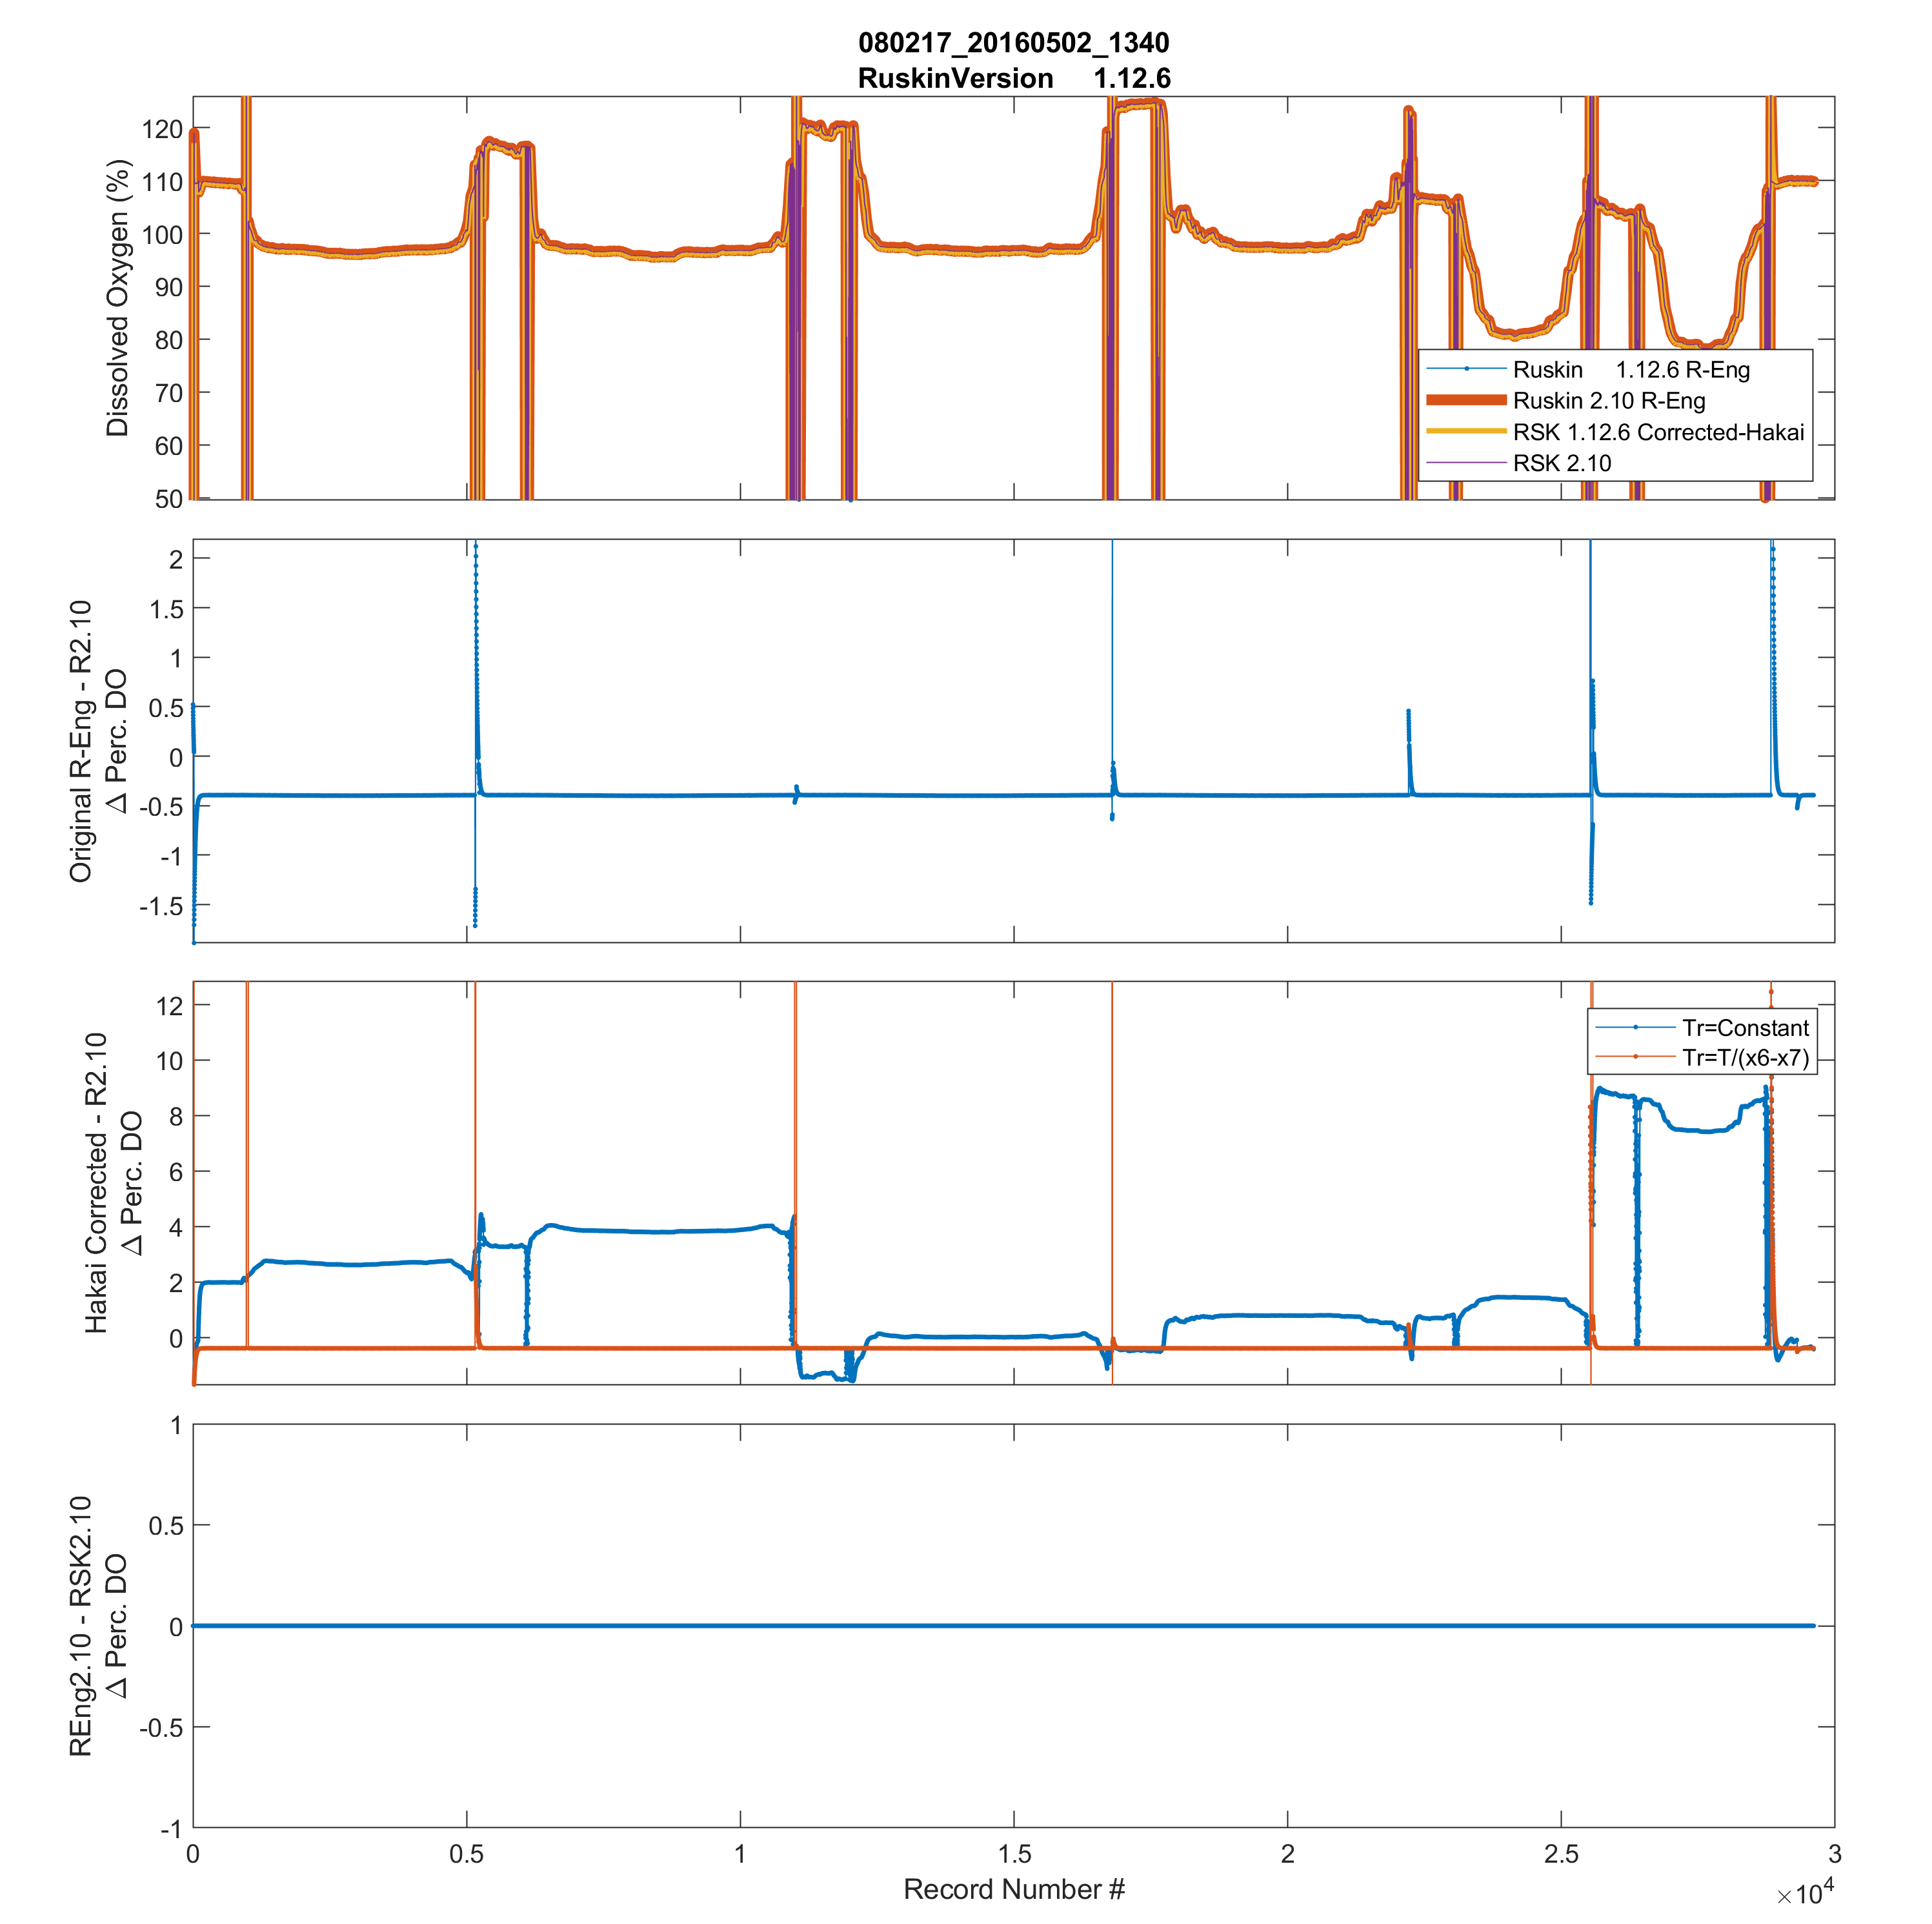 080217_20160502_1340
RuskinVersion 1.12.6
120
110
100
90
80
70
60
50
Dissolved Oxygen (%)
Ruskin 1.12.6 R-Eng
Ruskin 2.10 R-Eng
RSK 1.12.6 Corrected-Hakai
RSK 2.10
2
1.5
1
0.5
0
-0.5
-1
-1.5
Original R-Eng - R2.10
Δ Perc. DO
12
10
8
6
4
2
0
Hakai Corrected - R2.10
Δ Perc. DO
Tr=Constant
Tr=T/(x6-x7)
1
0.5
0
-0.5
-1
REng2.10 - RSK2.10
Δ Perc. DO
0 0.5 1 1.5 2 2.5 3
Record Number #
×10⁴